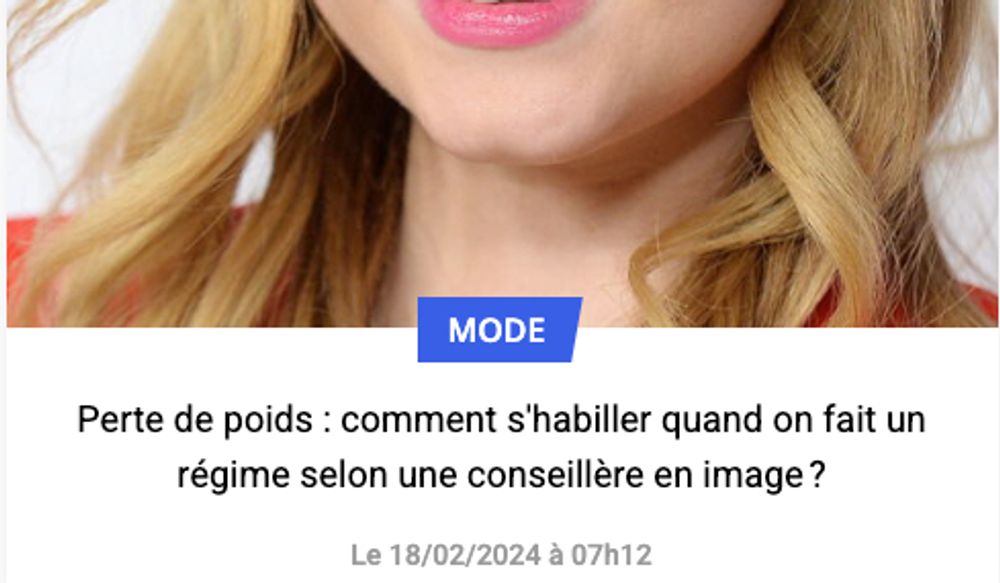 MODE
Perte de poids : comment s'habiller quand on fait un
régime selon une conseillère en image ?
Le 18/02/2024 à 07h12